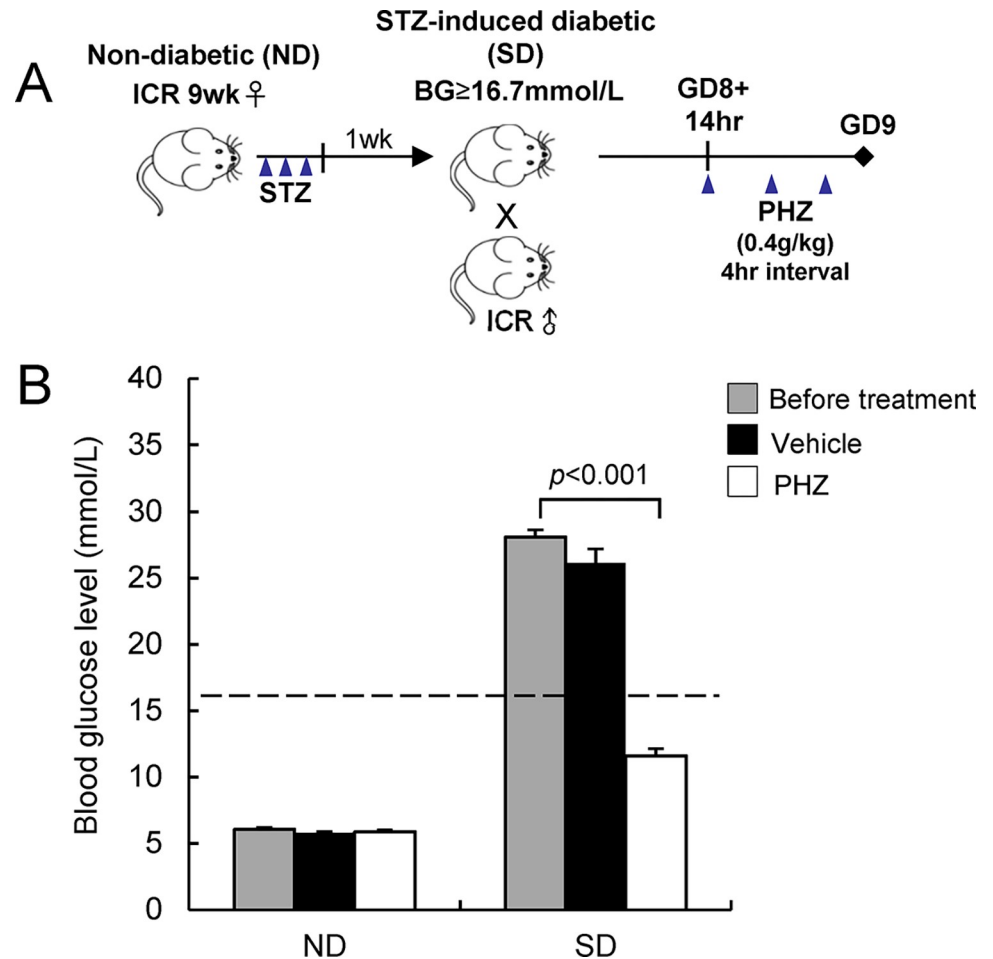 A
Non-diabetic (ND)
ICR 9wk ♀
STZ
1wk
STZ-induced diabetic
(SD)
BG≥16.7mmol/L
X
ICR ♂
GD8+
14hr
GD9
PHZ
(0.4g/kg)
4hr interval
B
Blood glucose level (mmol/L)
40
35
30
25
20
15
10
5
0
p<0.001
Before treatment
Vehicle
PHZ
ND
SD